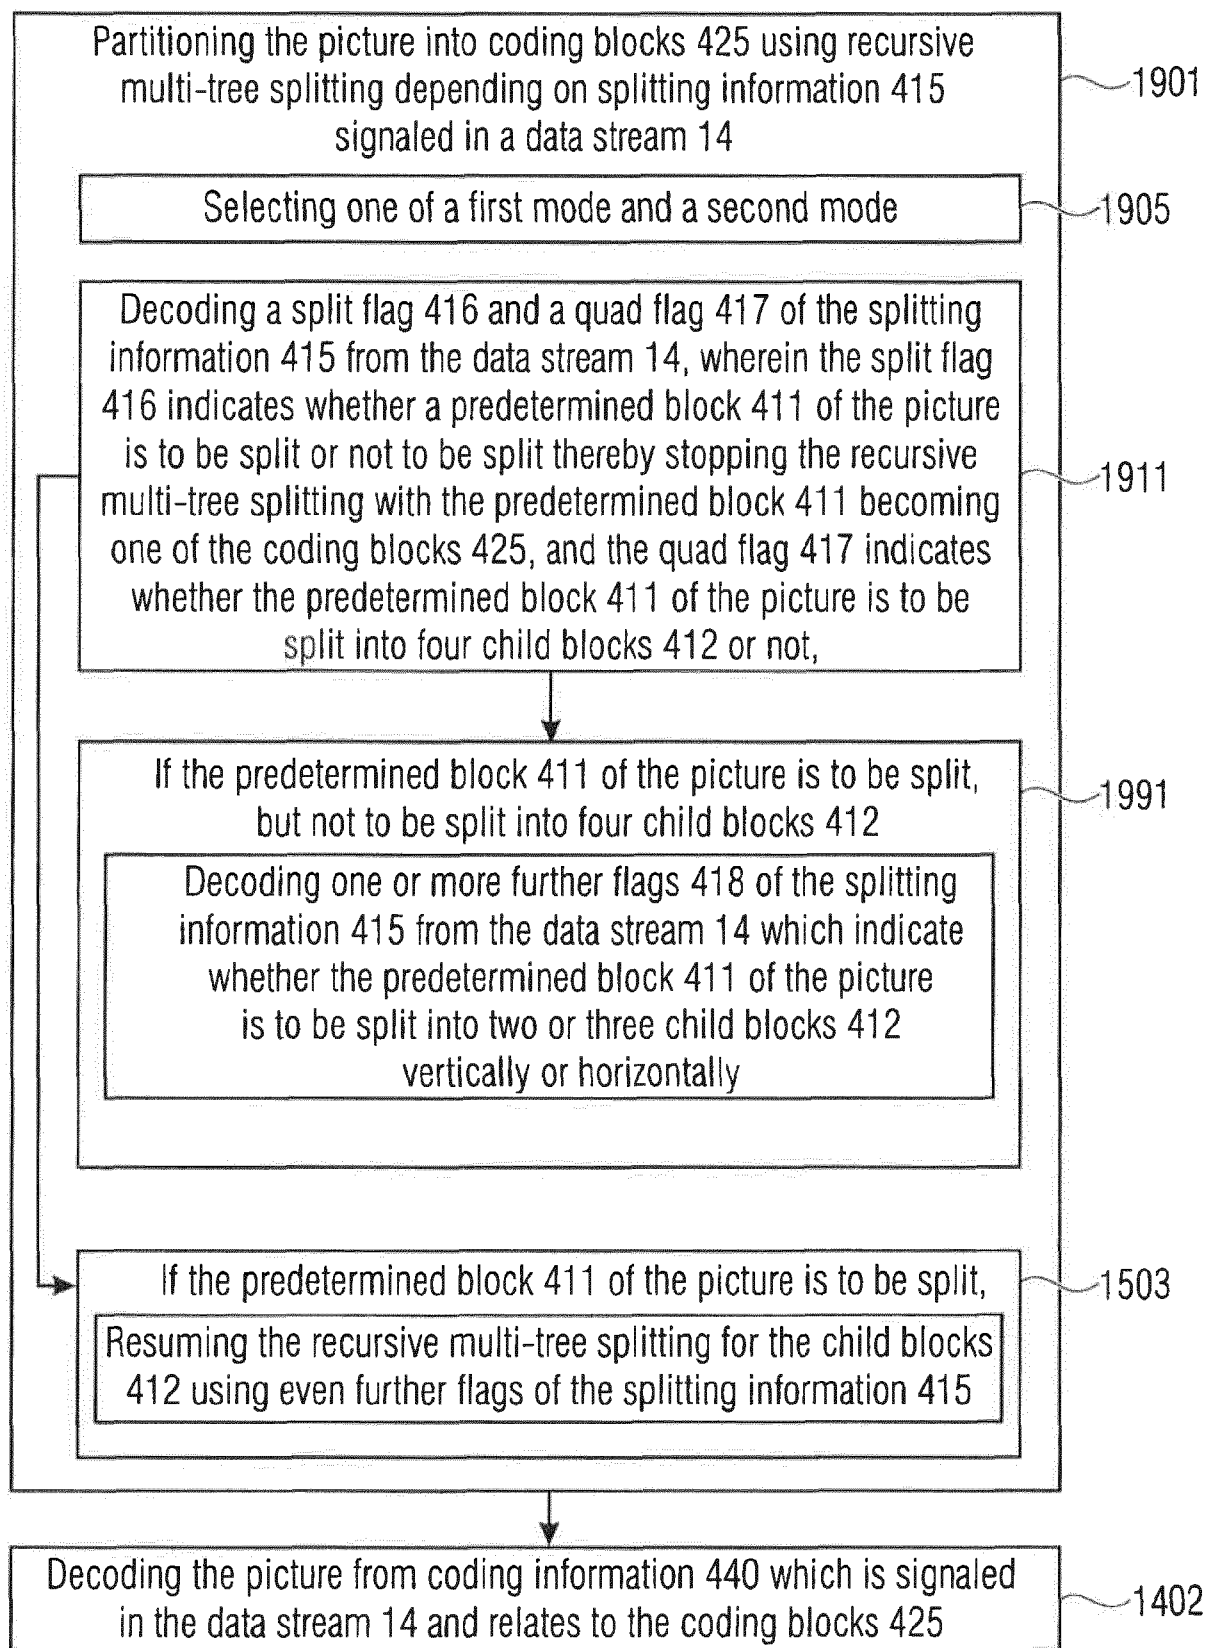 Partitioning the picture into coding blocks 425 using recursive
multi-tree splitting depending on splitting information 415
signaled in a data stream 14
1901
Selecting one of a first mode and a second mode
1905
Decoding a split flag 416 and a quad flag 417 of the splitting
information 415 from the data stream 14, wherein the split flag
416 indicates whether a predetermined block 411 of the picture
is to be split or not to be split thereby stopping the recursive
multi-tree splitting with the predetermined block 411 becoming
one of the coding blocks 425, and the quad flag 417 indicates
whether the predetermined block 411 of the picture is to be
split into four child blocks 412 or not,
1911
If the predetermined block 411 of the picture is to be split,
but not to be split into four child blocks 412
1991
Decoding one or more further flags 418 of the splitting
information 415 from the data stream 14 which indicate
whether the predetermined block 411 of the picture
is to be split into two or three child blocks 412
vertically or horizontally
If the predetermined block 411 of the picture is to be split,
1503
Resuming the recursive multi-tree splitting for the child blocks
412 using even further flags of the splitting information 415
Decoding the picture from coding information 440 which is signaled
in the data stream 14 and relates to the coding blocks 425
1402